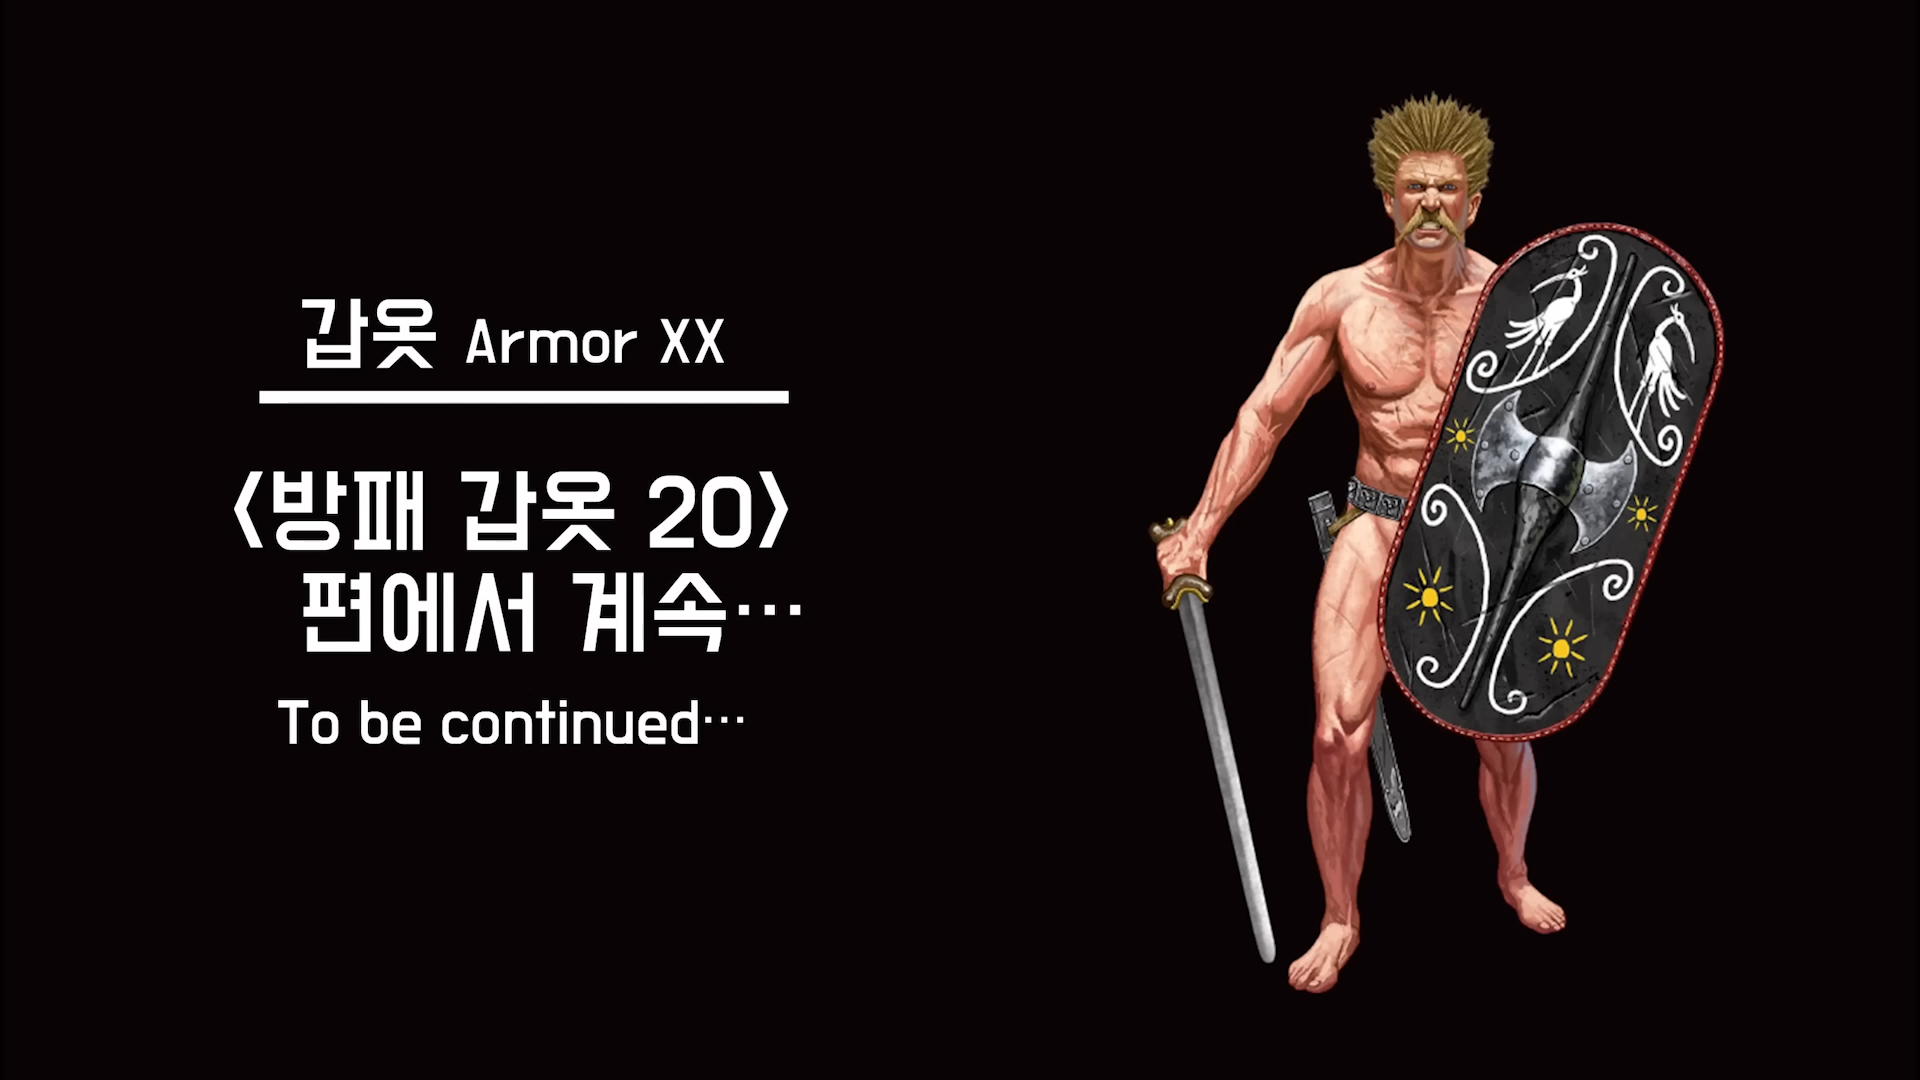 갑옷 Armor XX
<방패 갑옷 20>
편에서 계속…
To be continued…